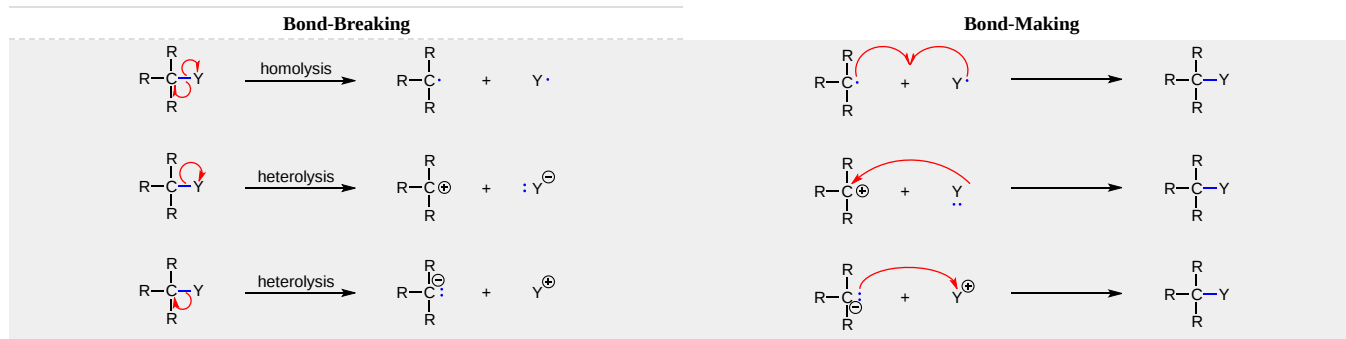 Bond-Breaking Bond-Making
R R R
R C Y homolysis R C · + Y · R C · + Y · R C Y
R R R R
R R R R
R C Y heterolysis R C ⊕ + : Y ⊖ R C ⊕ + Y .. R C Y
R R R R
R R R R
R C Y heterolysis R C ⊖ : + Y ⊕ R C ⊖ : + Y ⊕ R C Y
R R R R